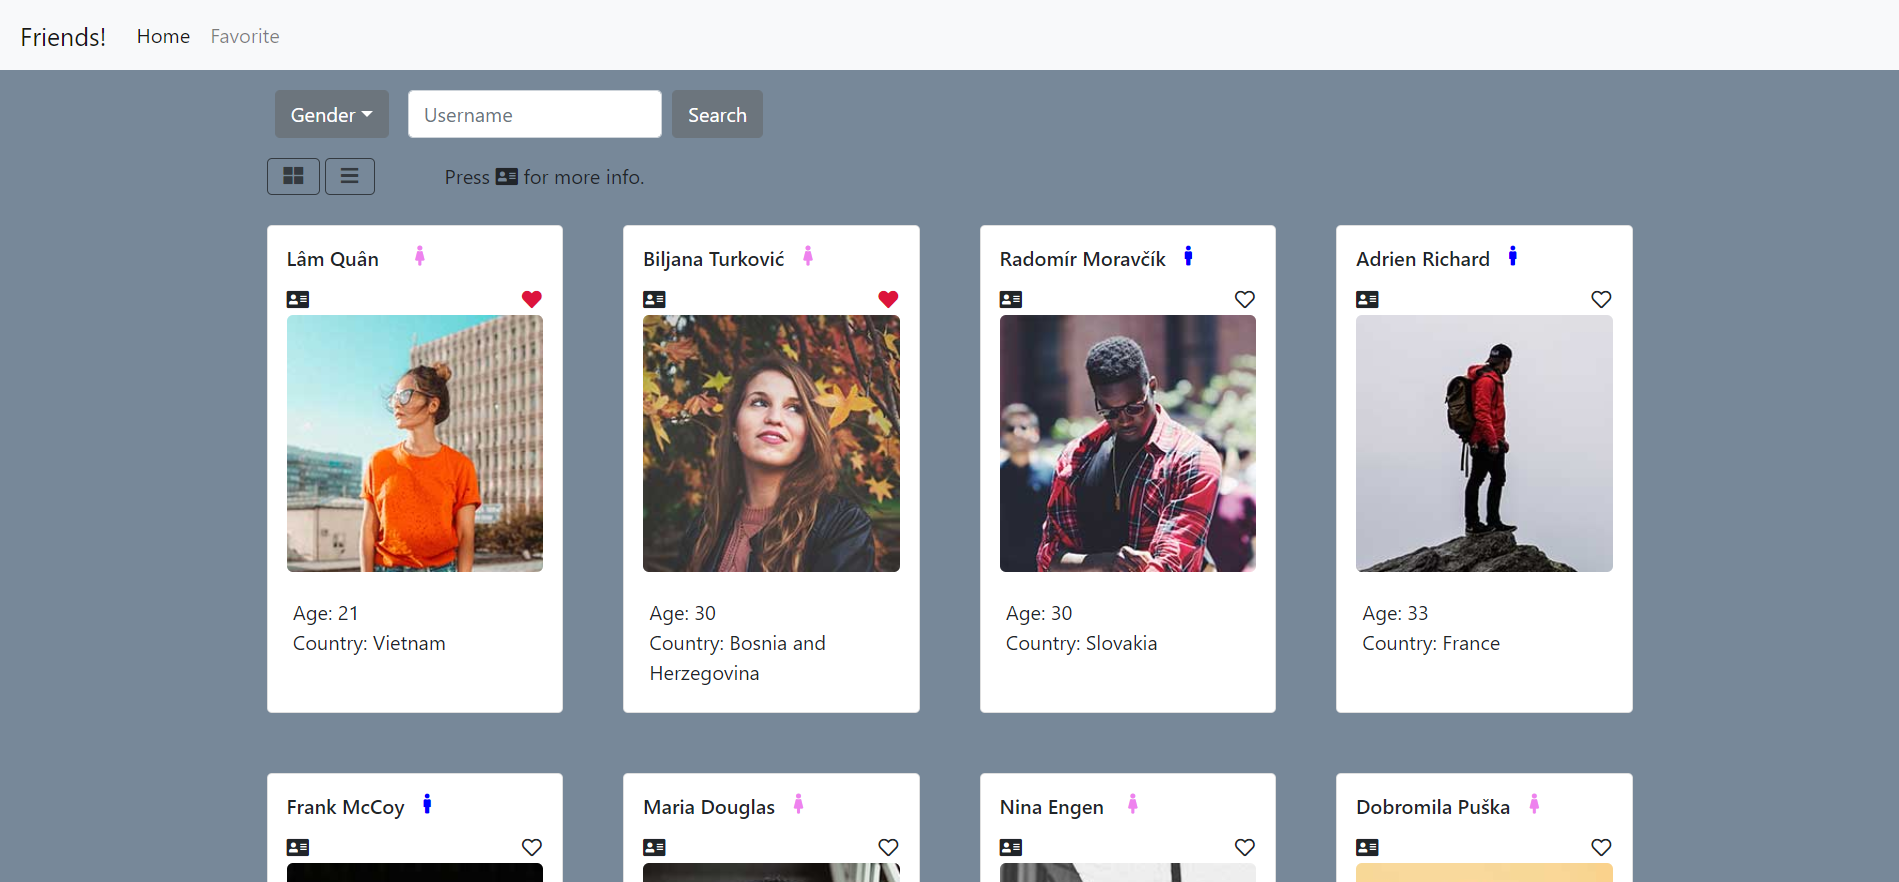 Friends! Home Favorite
Gender Username Search
Press for more info.
Lâm Quân
Biljana Turković
Radomír Moravčík
Adrien Richard
Age: 21
Country: Vietnam
Age: 30
Country: Bosnia and
Herzegovina
Age: 30
Country: Slovakia
Age: 33
Country: France
Frank McCoy
Maria Douglas
Nina Engen
Dobromila Puška